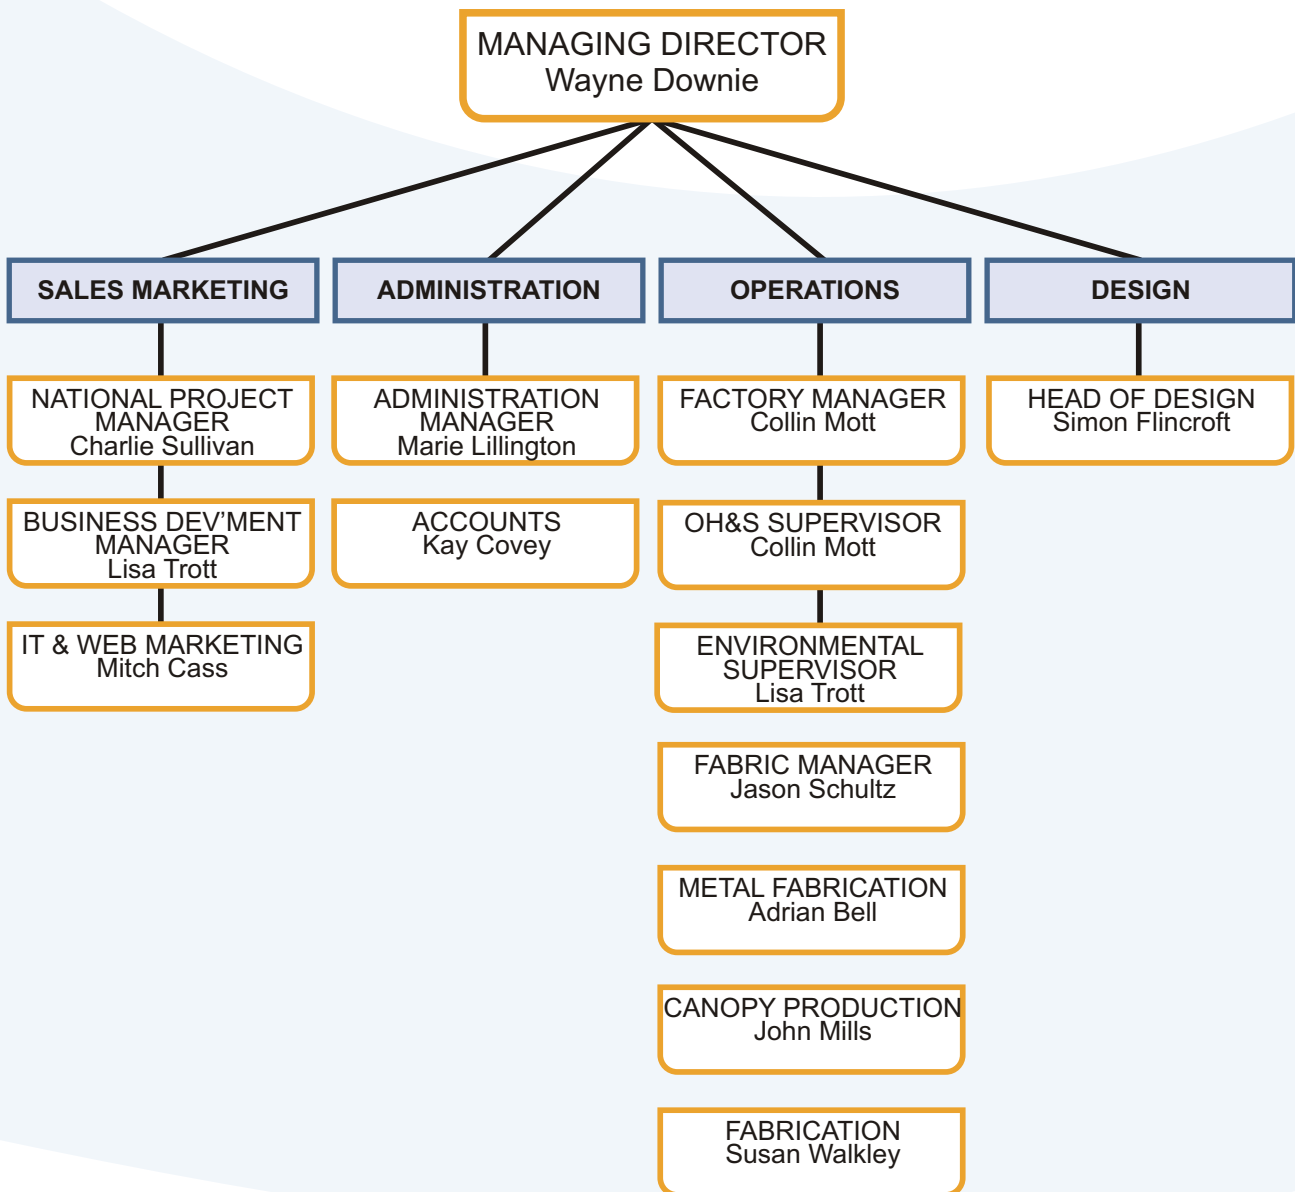 MANAGING DIRECTOR
Wayne Downie
SALES MARKETING
NATIONAL PROJECT
MANAGER
Charlie Sullivan
BUSINESS DEV’MENT
MANAGER
Lisa Trott
IT & WEB MARKETING
Mitch Cass
ADMINISTRATION
ADMINISTRATION
MANAGER
Marie Lillington
ACCOUNTS
Kay Covey
OPERATIONS
FACTORY MANAGER
Collin Mott
OH&S SUPERVISOR
Collin Mott
ENVIRONMENTAL
SUPERVISOR
Lisa Trott
FABRIC MANAGER
Jason Schultz
METAL FABRICATION
Adrian Bell
CANOPY PRODUCTION
John Mills
FABRICATION
Susan Walkley
DESIGN
HEAD OF DESIGN
Simon Flincroft